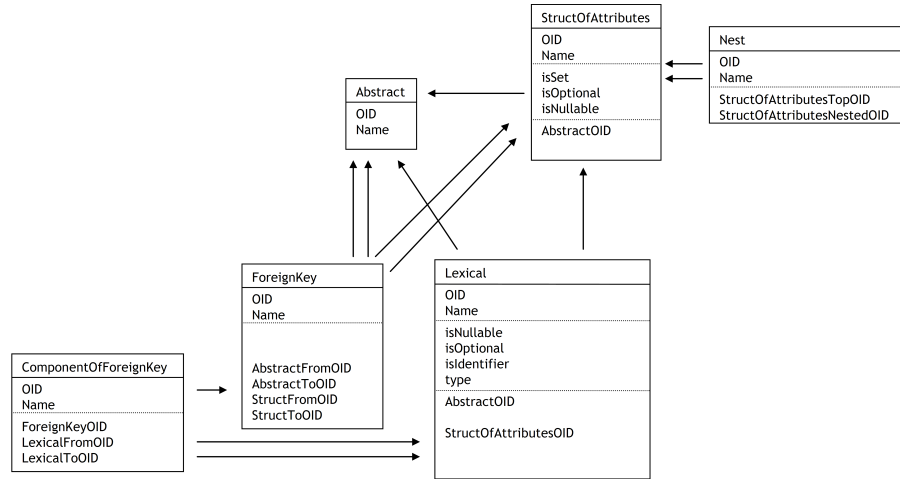 StructOfAttributes
OID
Name
isSet
isOptional
isNullable
AbstractOID
Nest
OID
Name
StructOfAttributesTopOID
StructOfAttributesNestedOID
Abstract
OID
Name
ForeignKey
OID
Name
AbstractFromOID
AbstractToOID
StructFromOID
StructToOID
Lexical
OID
Name
isNullable
isOptional
isIdentifier
type
AbstractOID
StructOfAttributesOID
ComponentOfForeignKey
OID
Name
ForeignKeyOID
LexicalFromOID
LexicalToOID